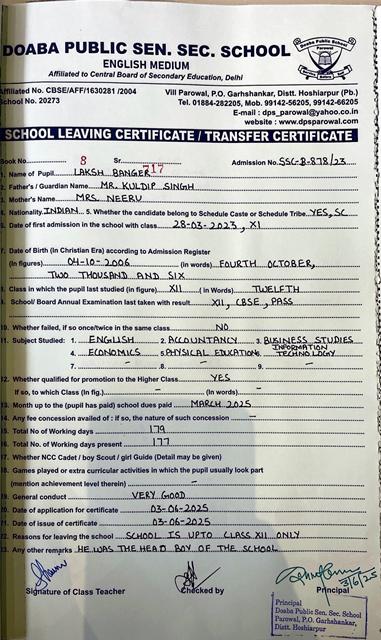 Doaba Public School
Parowal
DOABA PUBLIC SEN. SEC. SCHOOL
ENGLISH MEDIUM
Affiliated to Central Board of Secondary Education, Delhi
Affiliated No. CBSE/AFF/1630281 /2004
School No. 20273
Vill Parowal, P.O. Garhshankar, Distt. Hoshiarpur (Pb.)
Tel. 01884-282205, Mob. 99142-56205, 99142-66205
E-mail : dps_parowal@yahoo.co.in
website : www.dpsparowal.com
SCHOOL LEAVING CERTIFICATE / TRANSFER CERTIFICATE
Book No. 8 Sr. 717 Admission No. SSC-B-878/23
1. Name of Pupil LAKSH BANGER
2. Father's / Guardian Name MR. KULDIP SINGH
3. Mother's Name MRS. NEERU
4. Nationality INDIAN 5. Whether the candidate belong to Schedule Caste or Schedule Tribe YES, SC
6. Date of first admission in the school with class 28-03-2023, XI
7. Date of Birth (in Christian Era) according to Admission Register
(In figures) 04-10-2006 (in words) FOURTH OCTOBER,
TWO THOUSAND AND SIX
8. Class in which the pupil last studied (in figure) XII (in Words) TWELFTH
9. School/ Board Annual Examination last taken with result XII, CBSE, PASS
10. Whether failed, if so once/twice in the same class NO
11. Subject Studied : 1. ENGLISH 2. ACCOUNTANCY 3. BUSINESS STUDIES
4. ECONOMICS 5. PHYSICAL EDUCATION 6. INFORMATION TECHNOLOGY
7. - 8. - 9. -
12. Whether qualified for promotion to the Higher Class YES
If so, to which Class (in Fig.) - (In Words) -
13. Month up to the (pupil has paid) school dues paid MARCH 2025
14. Any fee concession availed of : if so, the nature of such concession -
15. Total No of Working days 179
16. Total No. of Working days present 177
17. Whether NCC Cadet / boy Scout / girl Guide (Detail may be given)
18. Games played or extra curricular activities in which the pupil usually look part
(mention achievement level therein) -
19. General conduct VERY GOOD
20. Date of application for certificate 03-06-2025
21. Date of issue of certificate 03-06-2025
22. Reasons for leaving the school SCHOOL IS UPTO CLASS XII ONLY
23. Any other remarks HE WAS THE HEAD BOY OF THE SCHOOL
3/6/25
Signature of Class Teacher Checked by Principal
Principal
Doaba Public Sen. Sec. School
Parowal, P.O. Garhshankar,
Distt. Hoshiarpur